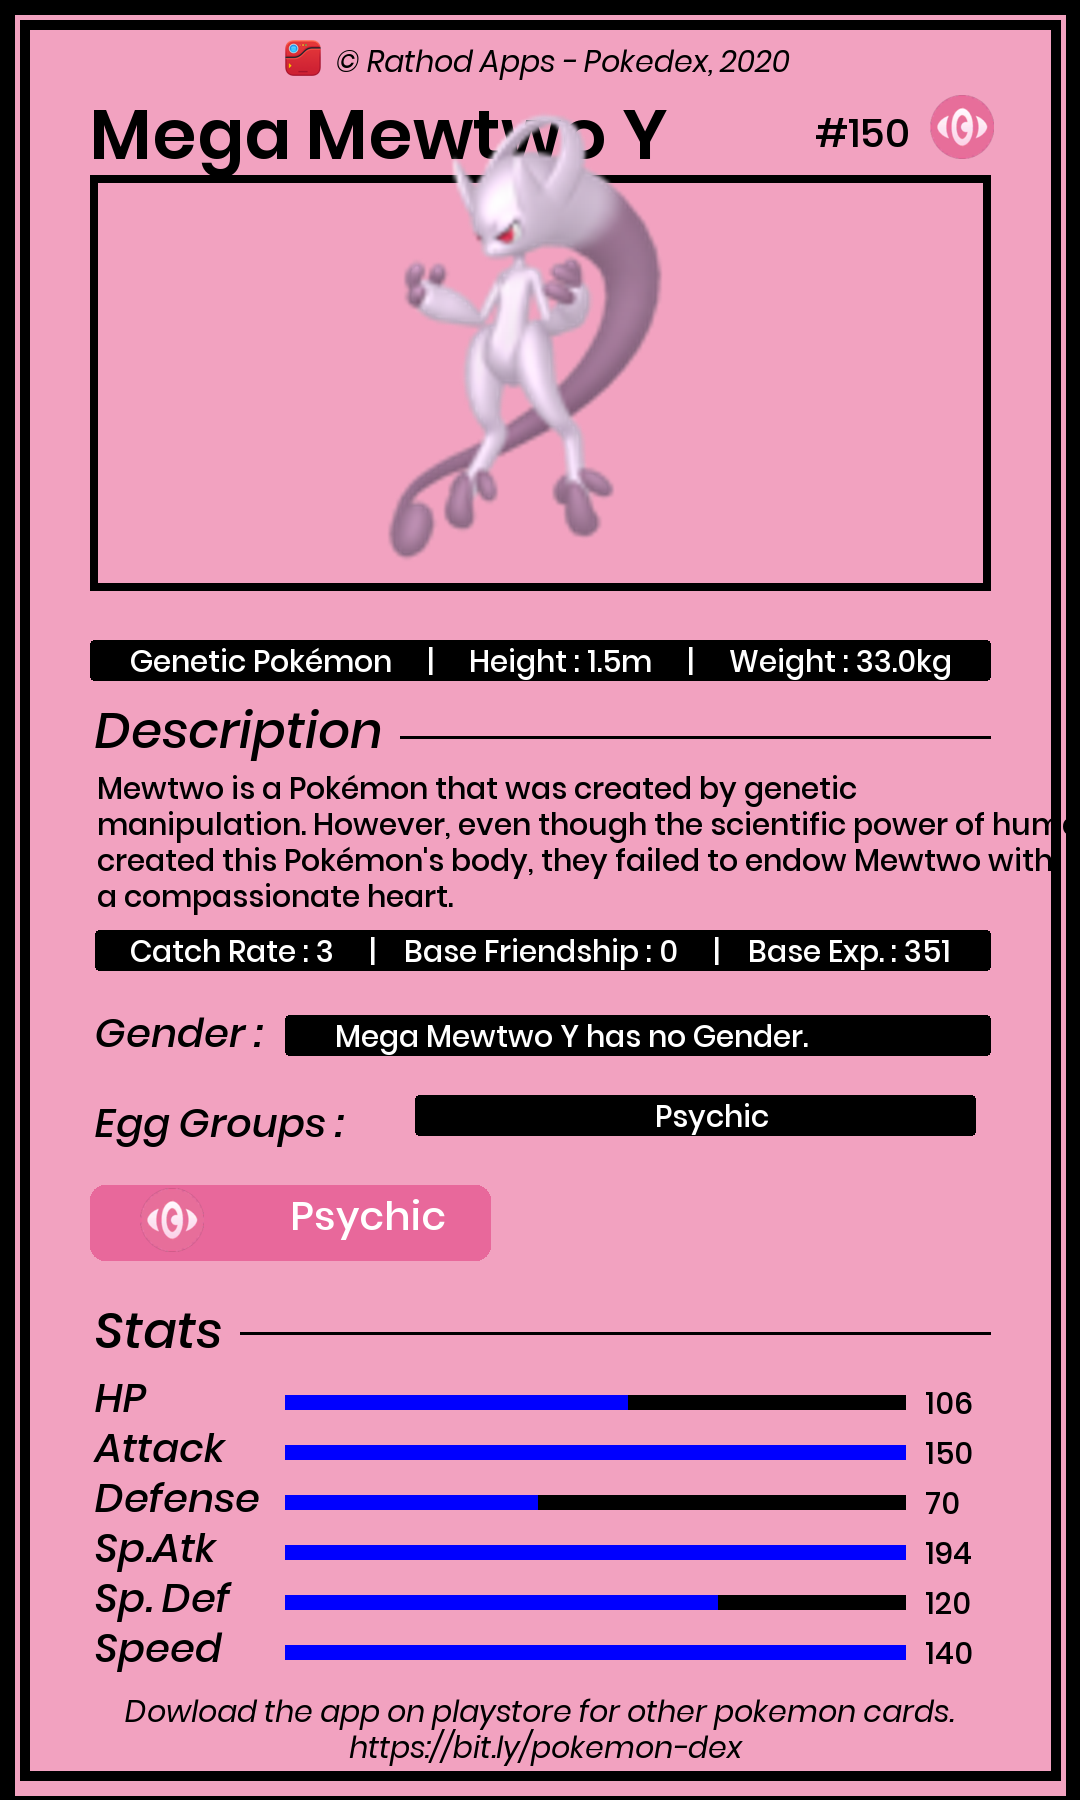 © Rathod Apps - Pokedex, 2020
Mega Mewtwo Y #150
Genetic Pokémon | Height : 1.5m | Weight : 33.0kg
Description
Mewtwo is a Pokémon that was created by genetic
manipulation. However, even though the scientific power of
created this Pokémon's body, they failed to endow Mewtwo with
a compassionate heart.
Catch Rate : 3 | Base Friendship : 0 | Base Exp. : 351
Gender : Mega Mewtwo Y has no Gender.
Egg Groups : Psychic
Psychic
Stats
HP 106
Attack 150
Defense 70
Sp.Atk 194
Sp. Def 120
Speed 140
Dowload the app on playstore for other pokemon cards.
https://bit.ly/pokemon-dex